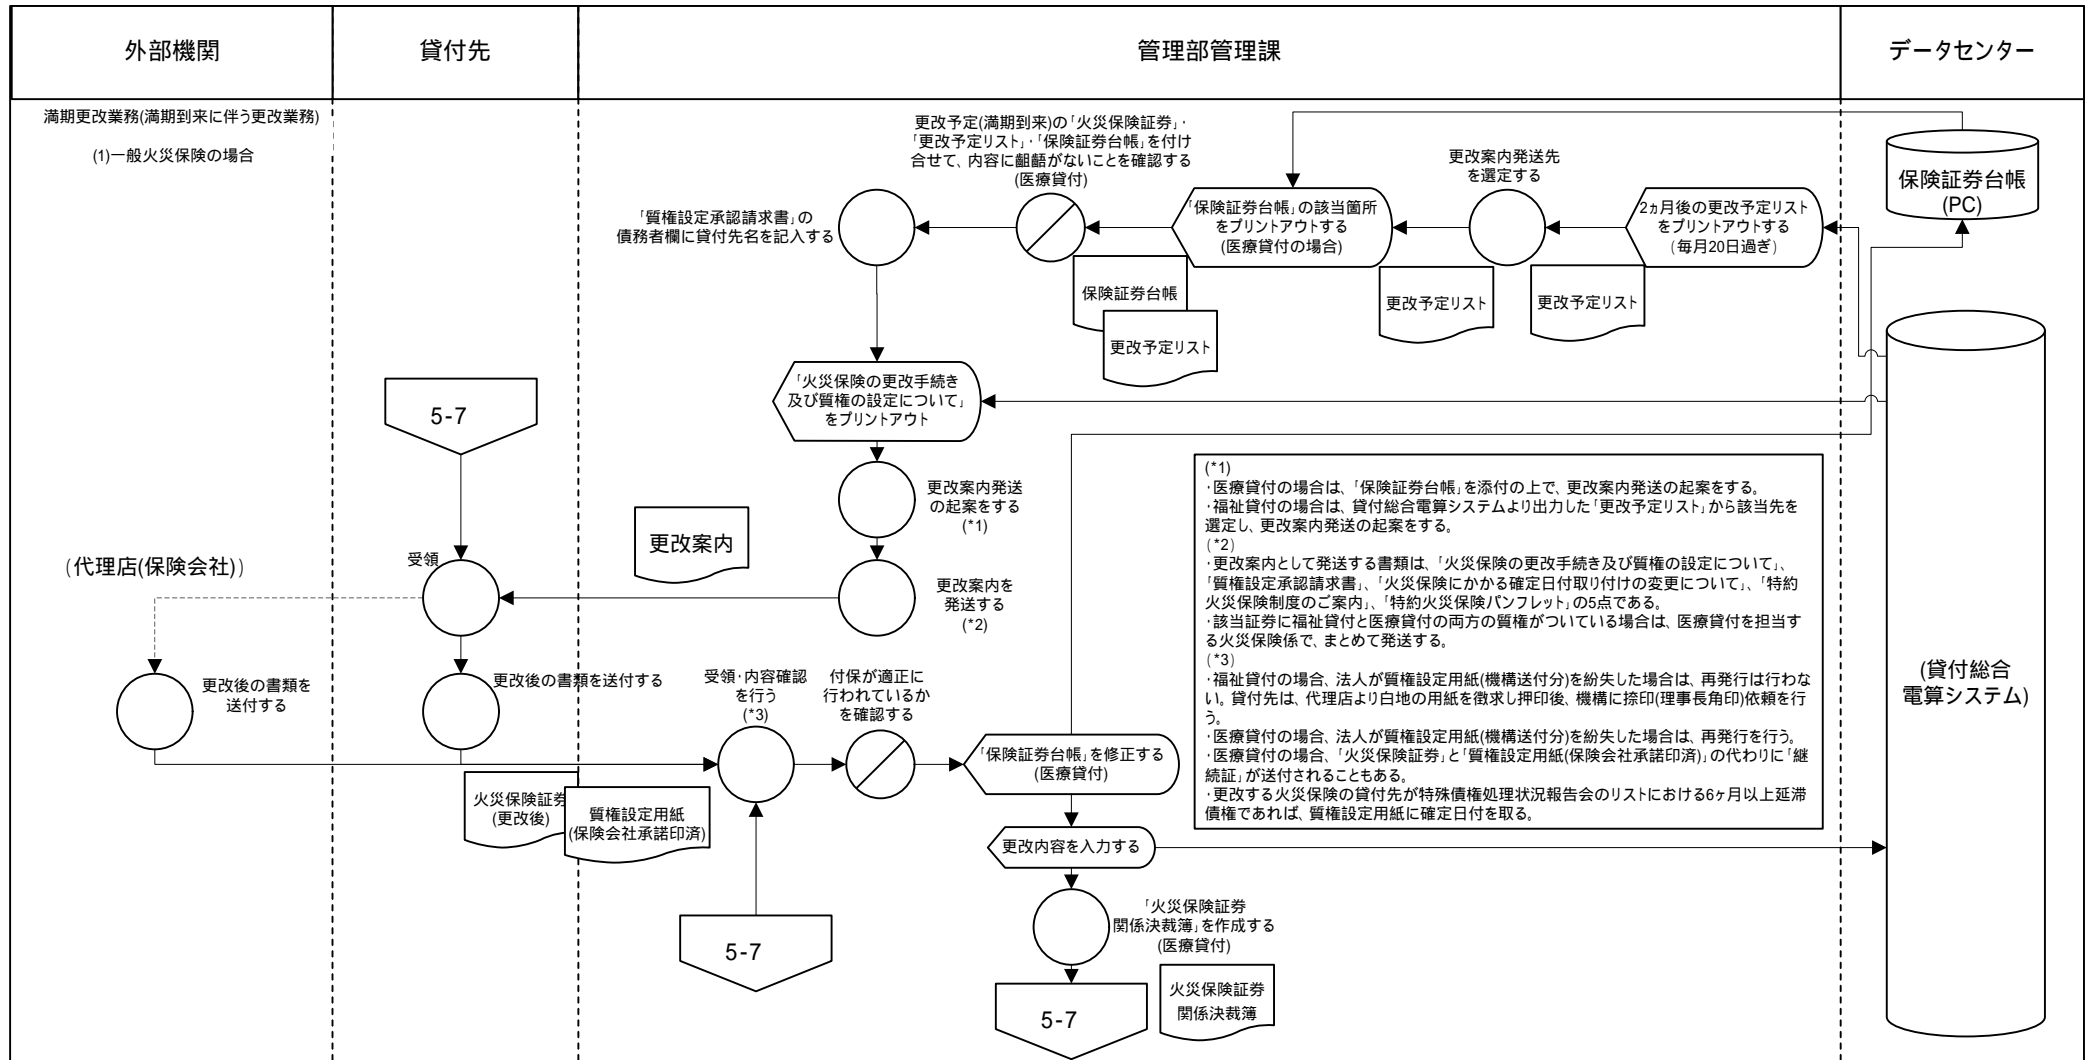 外部機関
貸付先
管理部管理課
データセンター
満期更改業務(満期到来に伴う更改業務)
(1)一般火災保険の場合
更改予定(満期到来)の「火災保険証券」・
「更改予定リスト」・「保険証券台帳」を付け
合せて、内容に齟齬がないことを確認する
(医療貸付)
更改案内発送先
を選定する
保険証券台帳
(PC)
「質権設定承認請求書」の
債務者欄に貸付先名を記入する
「保険証券台帳」の該当箇所
をプリントアウトする
(医療貸付の場合)
2ヵ月後の更改予定リスト
をプリントアウトする
(毎月20日過ぎ)
保険証券台帳
更改予定リスト
更改予定リスト
更改予定リスト
「火災保険の更改手続き
及び質権の設定について」
をプリントアウト
5-7
更改案内発送
の起案をする
(*1)
更改案内
(代理店(保険会社))
受領
更改案内を
発送する
(*2)
(*1)
・医療貸付の場合は、「保険証券台帳」を添付の上で、更改案内発送の起案をする。
・福祉貸付の場合は、貸付総合電算システムより出力した「更改予定リスト」から該当先を
選定し、更改案内発送の起案をする。
(*2)
・更改案内として発送する書類は、「火災保険の更改手続き及び質権の設定について」、
「質権設定承認請求書」、「火災保険にかかる確定日付取り付けの変更について」、「特約
火災保険制度のご案内」、「特約火災保険パンフレット」の5点である。
・該当証券に福祉貸付と医療貸付の両方の質権がついている場合は、医療貸付を担当す
る火災保険係で、まとめて発送する。
(*3)
・福祉貸付の場合、法人が質権設定用紙(機構送付分)を紛失した場合は、再発行は行わな
い。貸付先は、代理店より白地の用紙を徴求し押印後、機構に捺印(理事長角印)依頼を行
う。
・医療貸付の場合、法人が質権設定用紙(機構送付分)を紛失した場合は、再発行を行う。
・医療貸付の場合、「火災保険証券」と「質権設定用紙(保険会社承諾印済)」の代わりに「継
続証」が送付されることもある。
・更改する火災保険の貸付先が特殊債権処理状況報告会のリストにおける6ヶ月以上延滞
債権であれば、質権設定用紙に確定日付を取る。
(貸付総合
電算システム)
更改後の書類を
送付する
更改後の書類を送付する
受領・内容確認
を行う
(*3)
付保が適正に
行われているか
を確認する
「保険証券台帳」を修正する
(医療貸付)
火災保険証券
(更改後)
質権設定用紙
(保険会社承諾印済)
更改内容を入力する
5-7
「火災保険証券
関係決裁簿」を作成する
(医療貸付)
5-7
火災保険証券
関係決裁簿